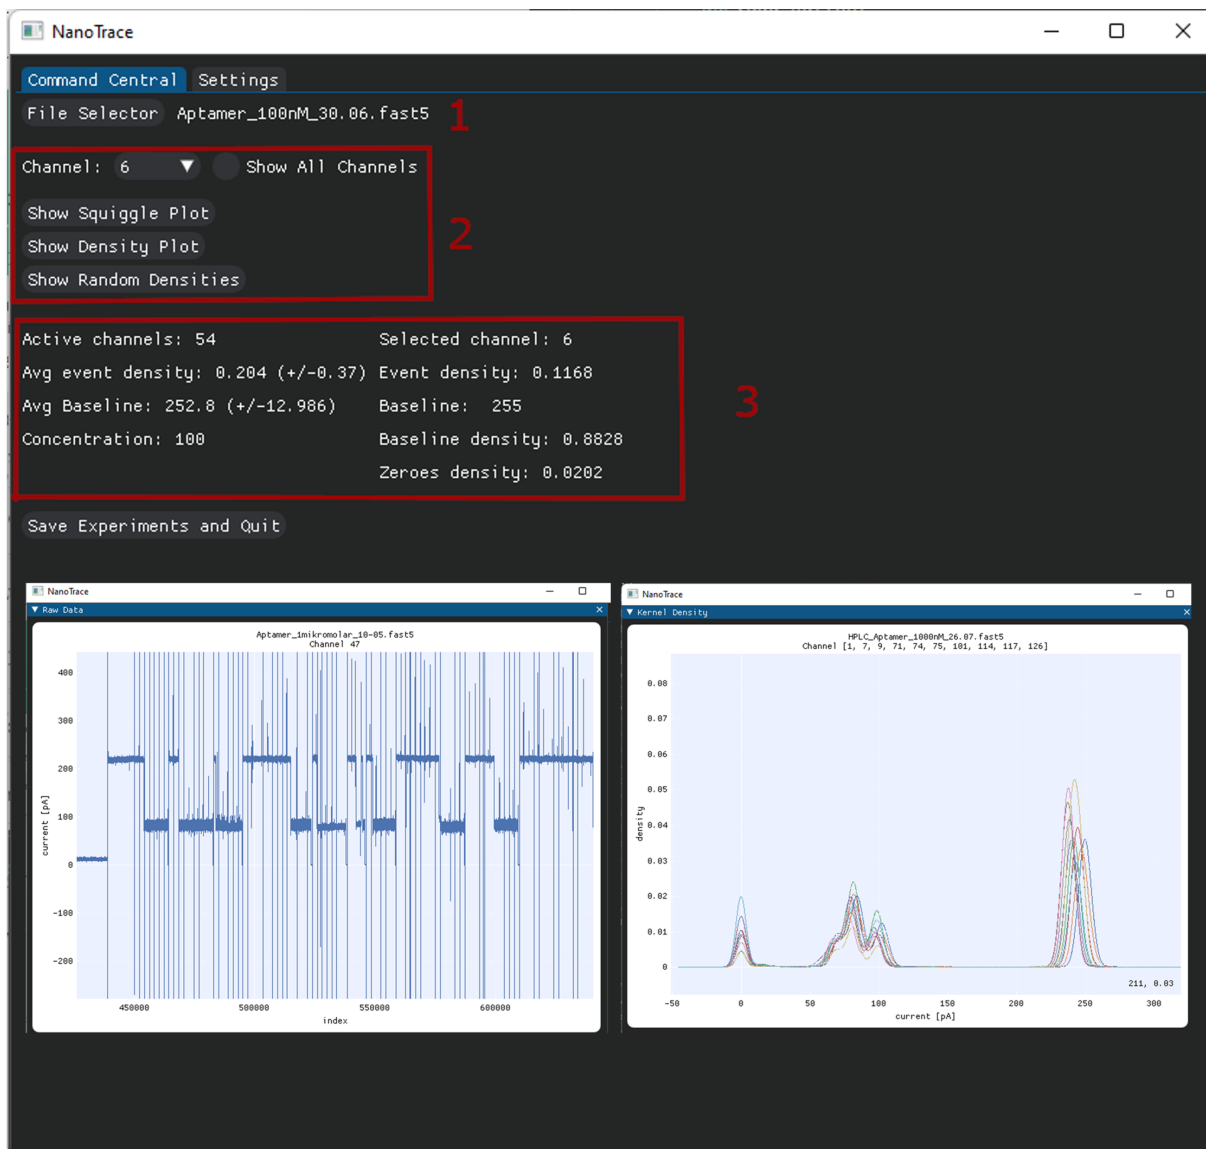 NanoTrace
Command Central Settings
File Selector Aptamer_100nM_30.06.fast5 1
Channel: 6 Show All Channels
Show Squiggle Plot
2
Show Density Plot
Show Random Densities
Active channels: 54 Selected channel: 6
Avg event density: 0.204 (+/-0.37) Event density: 0.1168
Avg Baseline: 252.8 (+/-12.986) Baseline: 255
3
Concentration: 100 Baseline density: 0.8828
Zeroes density: 0.0202
Save Experiments and Quit
NanoTrace
Raw Data
Aptamer_1mikromolar_10-05.fast5
Channel 47
400
300
200
100
0
-100
-200
current [pA]
450000 500000 550000 600000
index
NanoTrace
Kernel Density
HPLC_Aptamer_1000nM_26.07.fast5
Channel [1, 7, 9, 71, 74, 75, 101, 114, 117, 126]
0.08
0.07
0.06
0.05
0.04
0.03
0.02
0.01
0
density
211, 0.03
-50 0 50 100 150 200 250 300
current [pA]